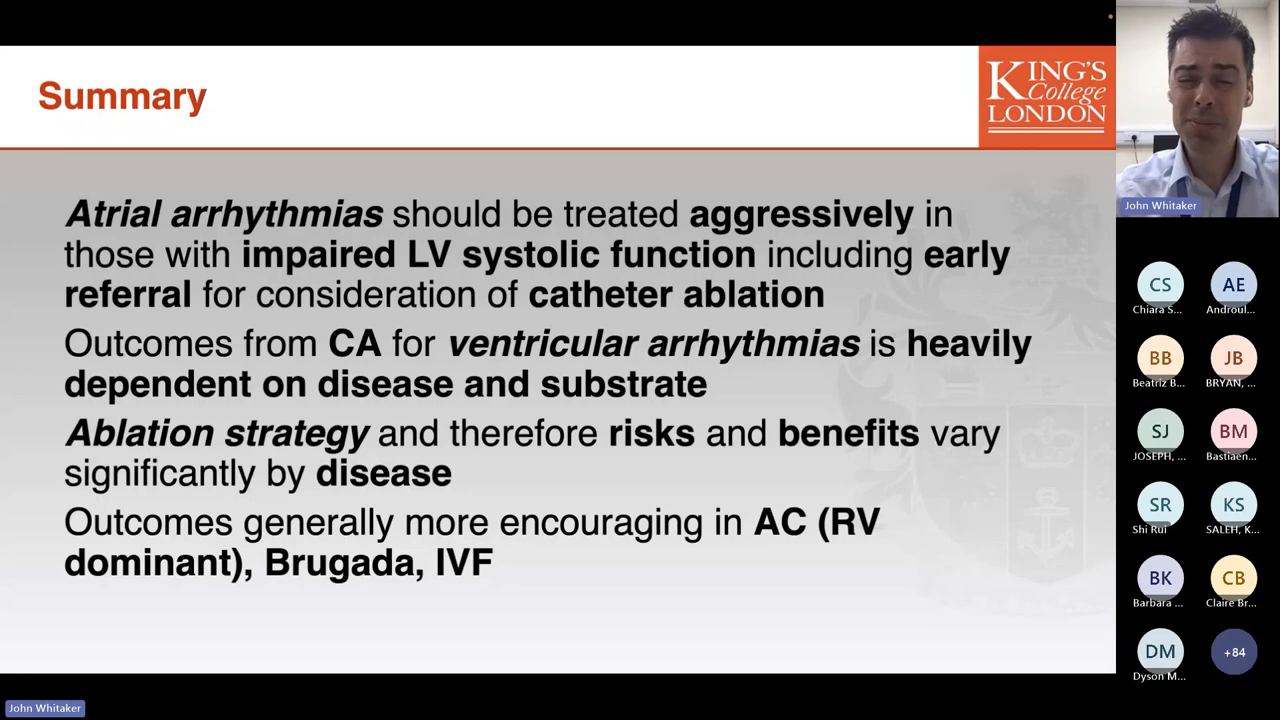 Summary
KING'S
College
LONDON
Atrial arrhythmias should be treated aggressively in
those with impaired LV systolic function including early
referral for consideration of catheter ablation
Outcomes from CA for ventricular arrhythmias is heavily
dependent on disease and substrate
Ablation strategy and therefore risks and benefits vary
significantly by disease
Outcomes generally more encouraging in AC (RV
dominant), Brugada, IVF
John Whitaker
CS
AE
Chiara S...
Androul...
BB
JB
Beatriz B...
BRYAN, ...
SJ
BM
JOSEPH, ...
Bastiaen...
SR
KS
Shi Rui
SALEH, K...
BK
CB
Barbara ...
Claire Br...
DM
+84
Dyson M...
John Whitaker